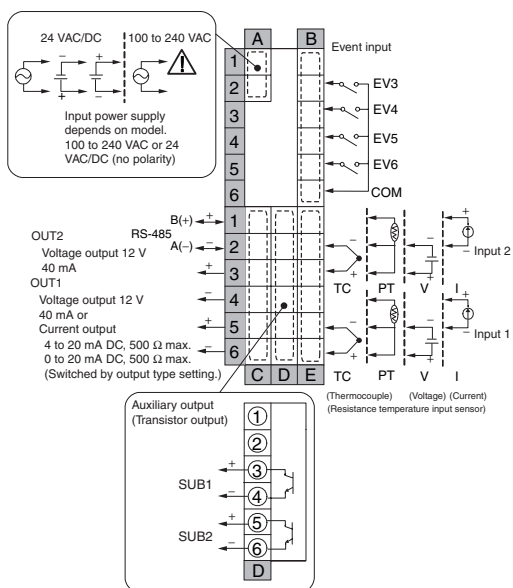 24 VAC/DC
100 to 240 VAC
Input power supply
depends on model.
100 to 240 VAC or 24
VAC/DC (no polarity)
A
B
Event input
1
2
3
4
5
6
EV3
EV4
EV5
EV6
COM
B(+)
RS-485
A(−)
OUT2
Voltage output 12 V
40 mA
OUT1
Voltage output 12 V
40 mA or
Current output
4 to 20 mA DC, 500 Ω max.
0 to 20 mA DC, 500 Ω max.
(Switched by output type setting.)
1
2
3
4
5
6
C D E
Input 2
TC PT V I
Input 1
TC PT V I
(Thermocouple) (Voltage) (Current)
(Resistance temperature input sensor)
Auxiliary output
(Transistor output)
1
2
3
4
5
6
SUB1
SUB2
D